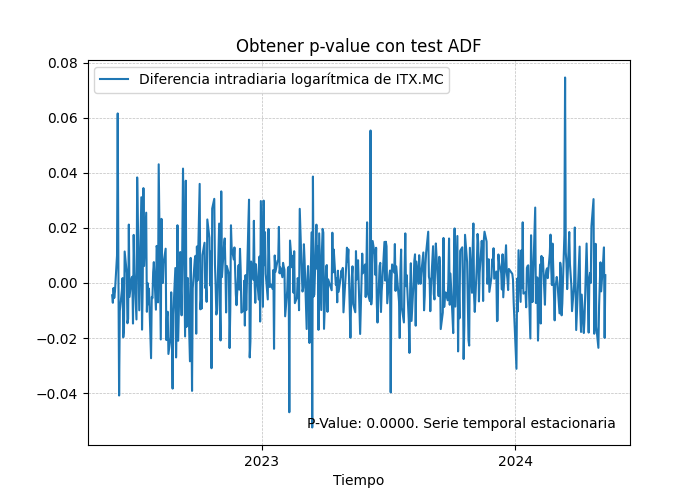 Obtener p-value con test ADF
0.08
Diferencia intradiaria logarítmica de ITX.MC
0.06
0.04
0.02
0.00
−0.02
−0.04
P-Value: 0.0000. Serie temporal estacionaria
2023
2024
Tiempo